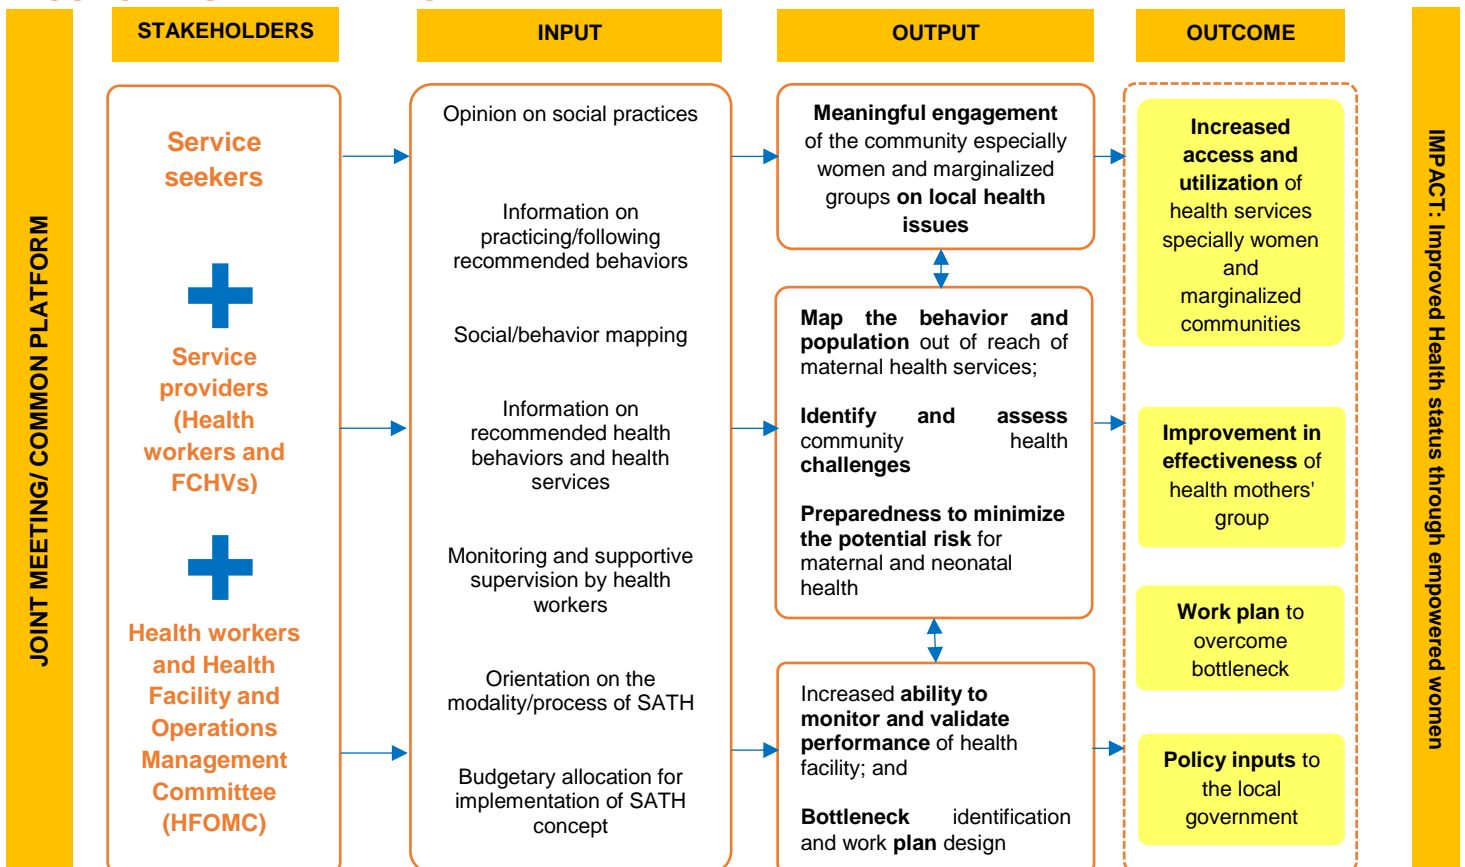 JOINT MEETING/ COMMON PLATFORM
STAKEHOLDERS
Service
seekers
Service
providers
(Health
workers and
FCHVs)
Health workers
and Health
Facility and
Operations
Management
Committee
(HFOMC)
INPUT
Opinion on social practices
Information on
practicing/following
recommended behaviors
Social/behavior mapping
Information on
recommended health
behaviors and health
services
Monitoring and supportive
supervision by health
workers
Orientation on the
modality/process of SATH
Budgetary allocation for
implementation of SATH
concept
OUTPUT
Meaningful engagement
of the community especially
women and marginalized
groups on local health
issues
Map the behavior and
population out of reach of
maternal health services;
Identify and assess
community health
challenges
Preparedness to minimize
the potential risk for
maternal and neonatal
health
Increased ability to
monitor and validate
performance of health
facility; and
Bottleneck identification
and work plan design
OUTCOME
Increased
access and
utilization of
health services
specially women
and
marginalized
communities
Improvement in
effectiveness of
health mothers'
group
Work plan to
overcome
bottleneck
Policy inputs to
the local
government
IMPACT: Improved Health status through empowered women